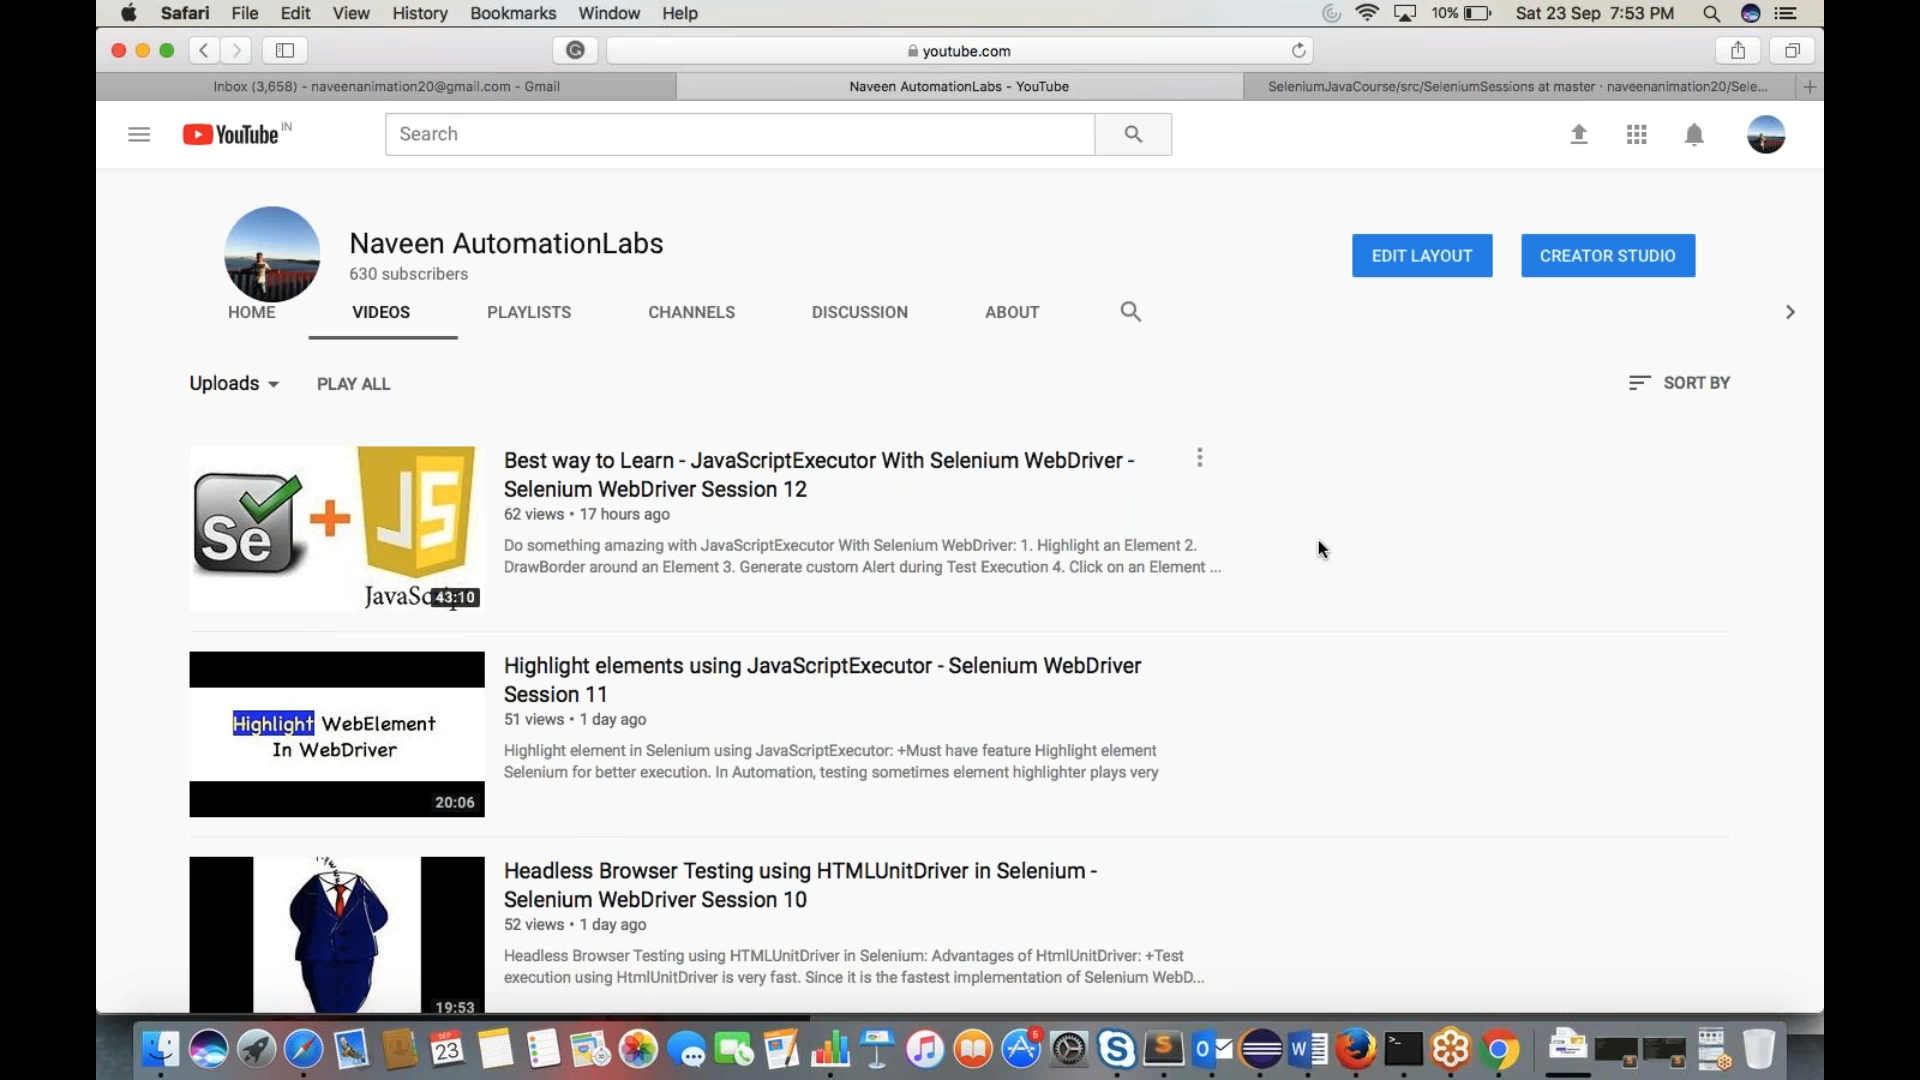 Safari File Edit View History Bookmarks Window Help 10% Sat 23 Sep 7:53 PM
youtube.com
Inbox (3,658) - naveenanimation20@gmail.com - Gmail
Naveen AutomationLabs - YouTube
SeleniumJavaCourse/src/SeleniumSessions at master · naveenanimation20/Sele...
YouTube IN
Search
Naveen AutomationLabs
630 subscribers
EDIT LAYOUT
CREATOR STUDIO
HOME VIDEOS PLAYLISTS CHANNELS DISCUSSION ABOUT
Uploads PLAY ALL
SORT BY
Se
JS
43:10
Best way to Learn - JavaScriptExecutor With Selenium WebDriver -
Selenium WebDriver Session 12
62 views • 17 hours ago
Do something amazing with JavaScriptExecutor With Selenium WebDriver: 1. Highlight an Element 2.
DrawBorder around an Element 3. Generate custom Alert during Test Execution 4. Click on an Element ...
Highlight WebElement
In WebDriver
20:06
Highlight elements using JavaScriptExecutor - Selenium WebDriver
Session 11
51 views • 1 day ago
Highlight element in Selenium using JavaScriptExecutor: +Must have feature Highlight element
Selenium for better execution. In Automation, testing sometimes element highlighter plays very
19:53
Headless Browser Testing using HTMLUnitDriver in Selenium -
Selenium WebDriver Session 10
52 views • 1 day ago
Headless Browser Testing using HTMLUnitDriver in Selenium: Advantages of HtmlUnitDriver: +Test
execution using HtmlUnitDriver is very fast. Since it is the fastest implementation of Selenium WebD...
SEP
23
5